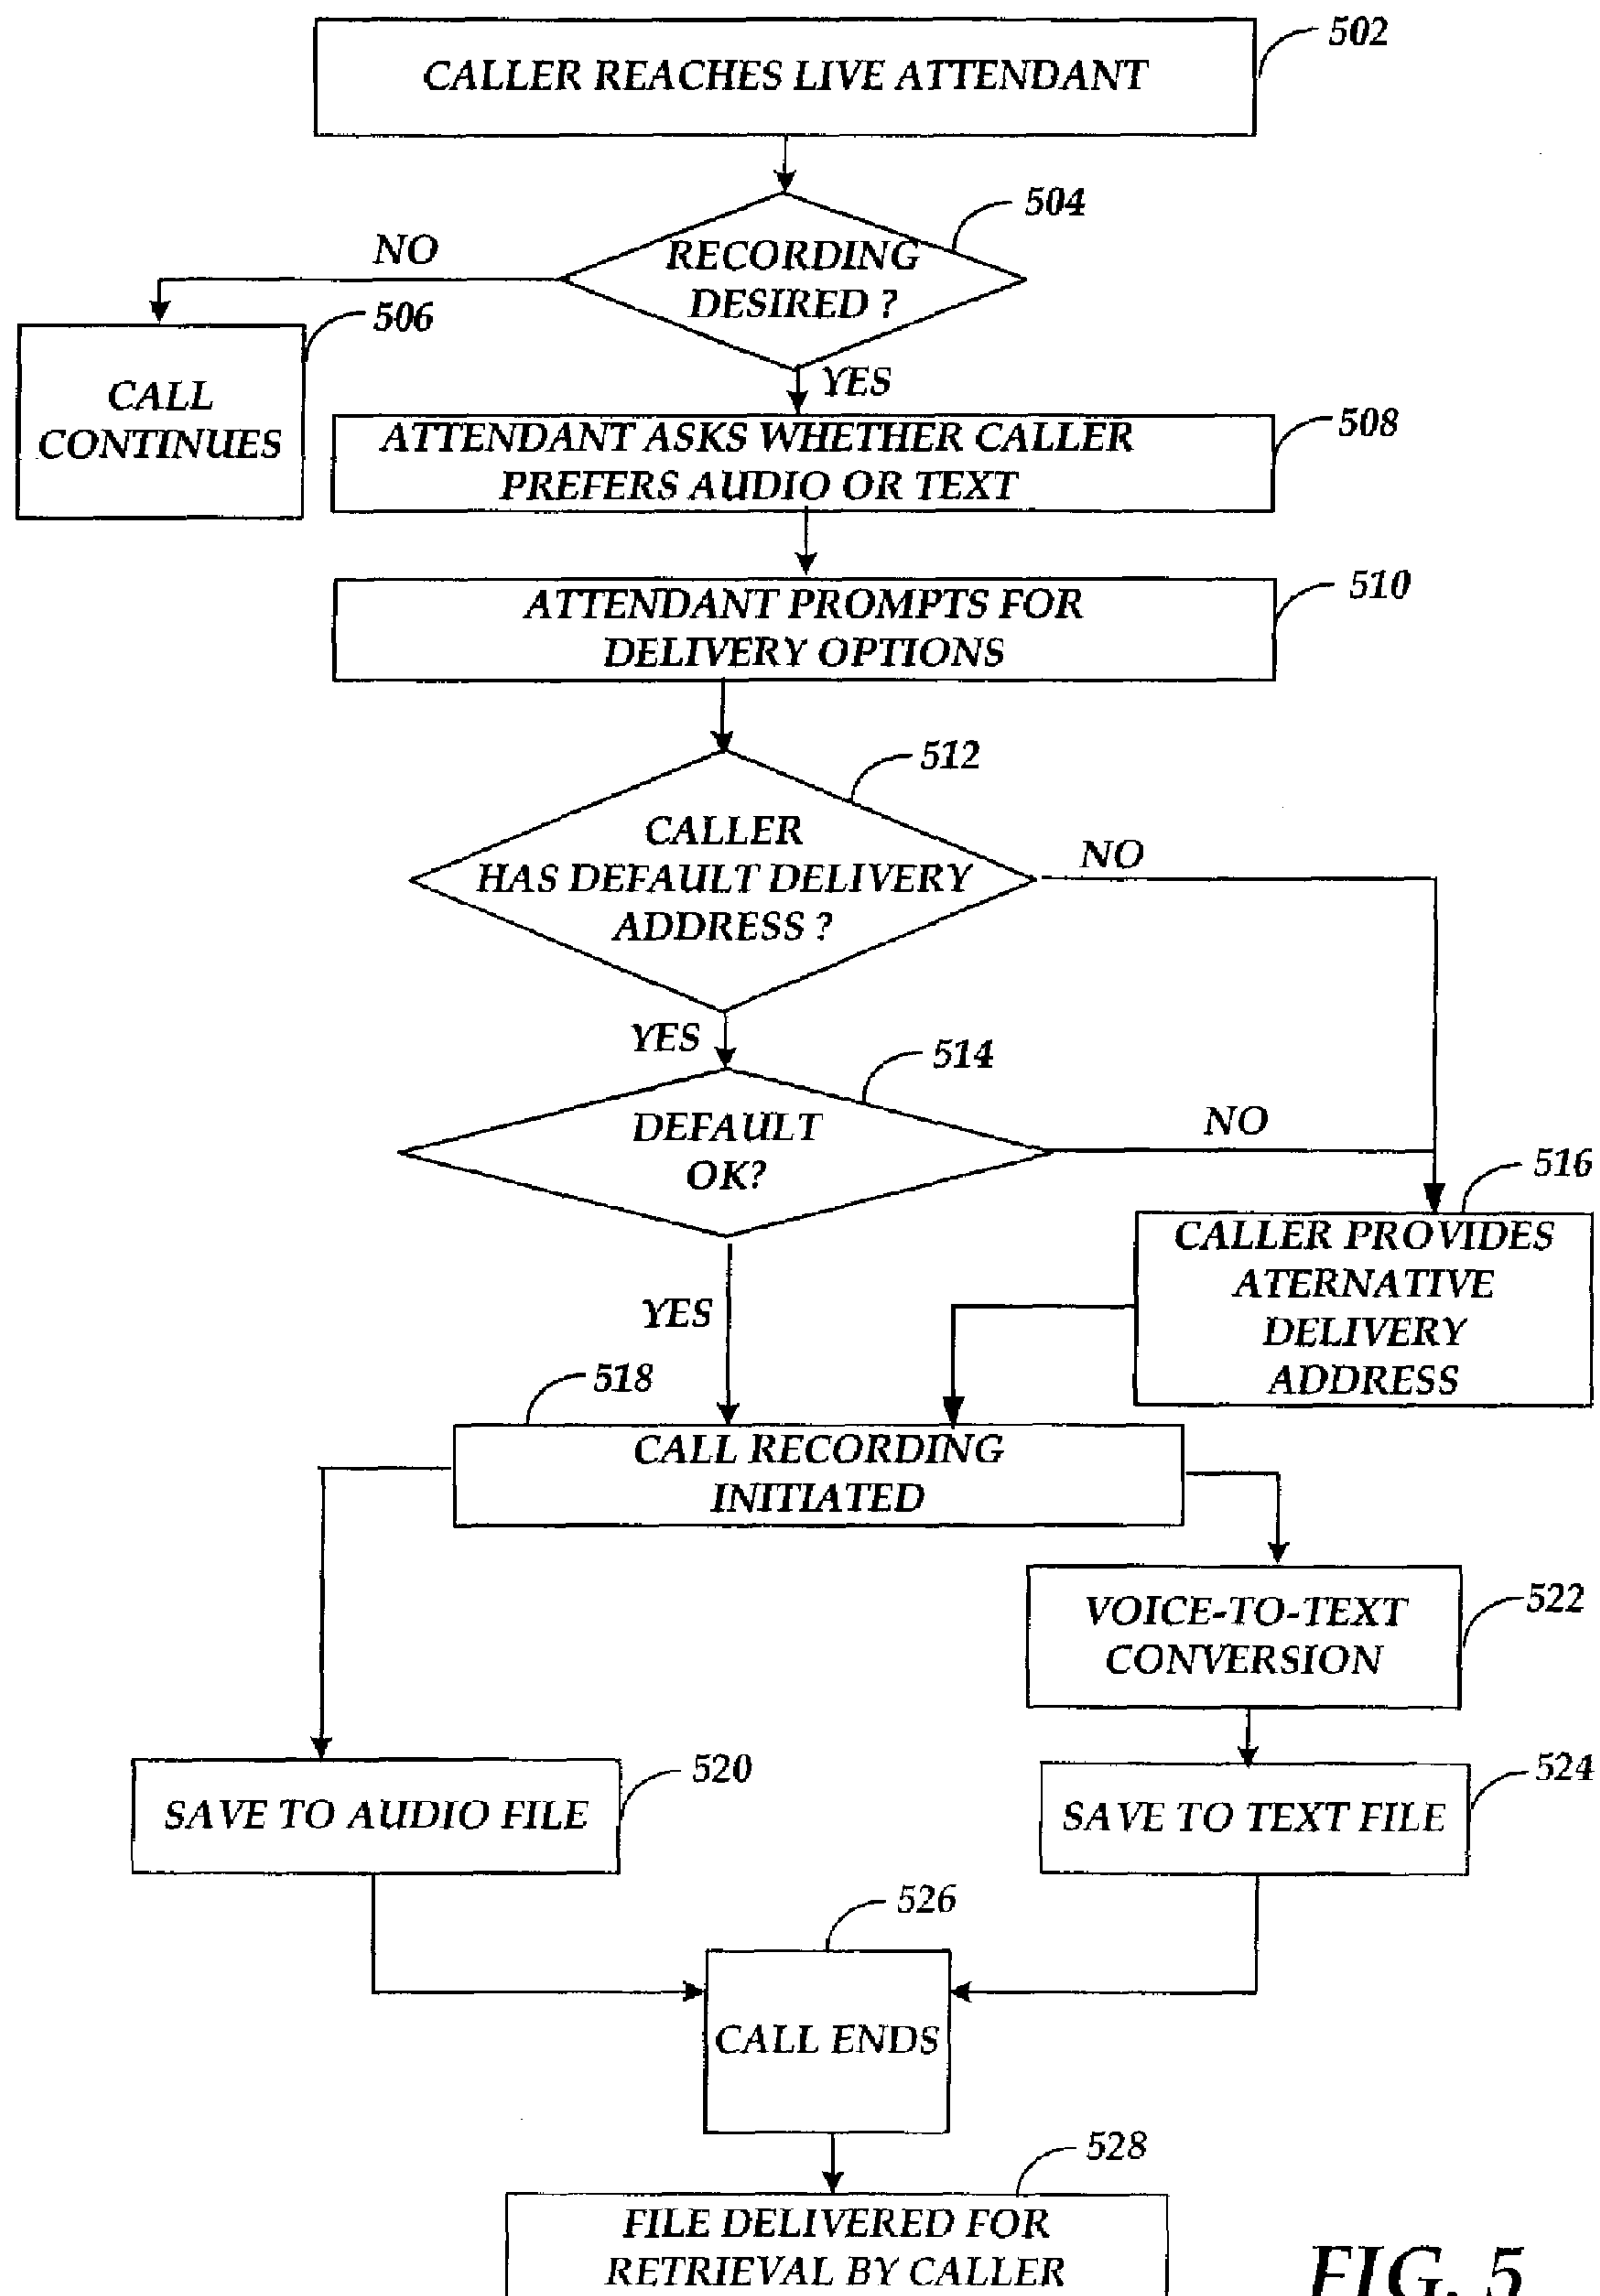 502
CALLER REACHES LIVE ATTENDANT
504
NO
RECORDING
DESIRED ?
506
CALL
CONTINUES
YES
508
ATTENDANT ASKS WHETHER CALLER
PREFERS AUDIO OR TEXT
510
ATTENDANT PROMPTS FOR
DELIVERY OPTIONS
512
CALLER
HAS DEFAULT DELIVERY
ADDRESS ?
NO
YES
514
DEFAULT
OK?
NO
516
CALLER PROVIDES
ATERNATIVE
DELIVERY
ADDRESS
YES
518
CALL RECORDING
INITIATED
522
VOICE-TO-TEXT
CONVERSION
520
SAVE TO AUDIO FILE
524
SAVE TO TEXT FILE
526
CALL ENDS
528
FILE DELIVERED FOR
RETRIEVAL BY CALLER
FIG. 5